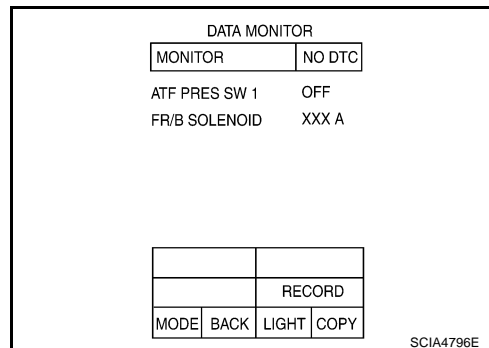 DATA MONITOR
MONITOR NO DTC
ATF PRES SW 1 OFF
FR/B SOLENOID XXX A
RECORD
MODE BACK LIGHT COPY
SCIA4796E